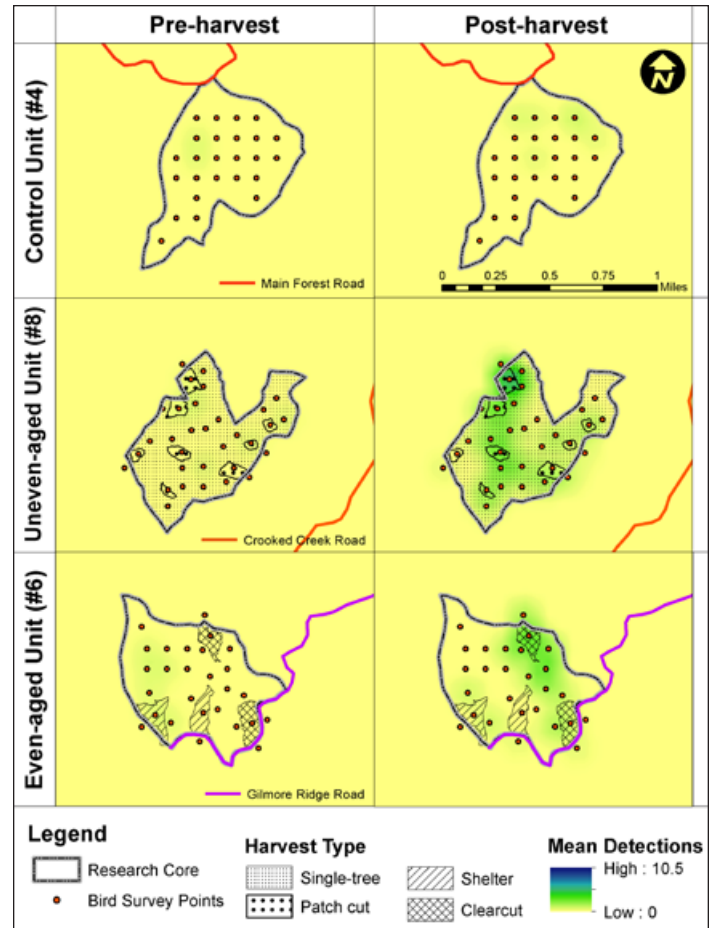 Pre-harvest
Post-harvest
Control Unit (#4)
N
Main Forest Road
0 0.25 0.5 0.75 1
Miles
Uneven-aged Unit (#8)
Crooked Creek Road
Even-aged Unit (#6)
Gilmore Ridge Road
Legend
Research Core
Bird Survey Points
Harvest Type
Single-tree
Patch cut
Shelter
Clearcut
Mean Detections
High : 10.5
Low : 0